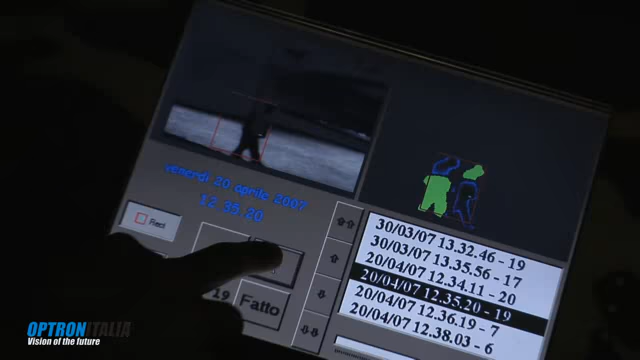 venerdì 20 aprile 2007
12.35.20
Rect
19
Fatto
30/03/07 13.32.46 - 19
30/03/07 13.35.56 - 17
20/04/07 12.34.11 - 20
20/04/07 12.35.20 - 19
20/04/07 12.36.19 - 7
20/04/07 12.38.03 - 6
OPTRONITALIA
Vision of the future